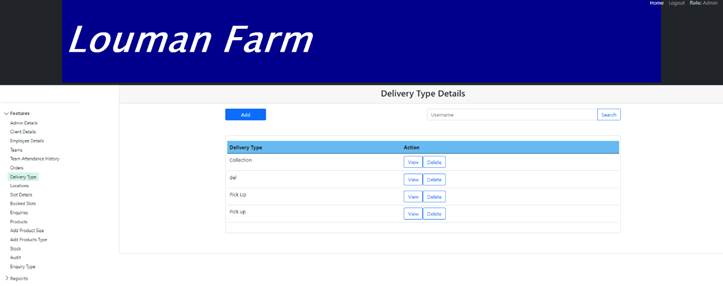 Home Logout Role: Admin
Louman Farm
Delivery Type Details
Add Username Search
Features
Admin Details
Client Details
Employee Details
Teams
Team Attendance History
Orders
Delivery Type
Locations
Slot Details
Booked Slots
Enquiries
Products
Add Product Size
Add Products Type
Stock
Audit
Enquiry Type
Reports
Delivery Type Action
Collection View Delete
del View Delete
Pick Up View Delete
Pick up View Delete